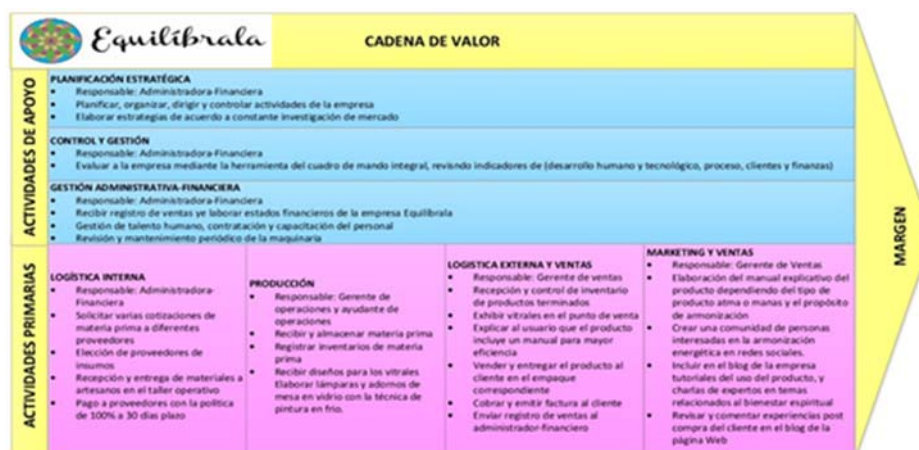 Equilíbrala
CADENA DE VALOR
ACTIVIDADES DE APOYO
PLANIFICACIÓN ESTRATÉGICA
• Responsable: Administradora-Financiera
• Planificar, organizar, dirigir y controlar actividades de la empresa
• Elaborar estrategias de acuerdo a constante investigación de mercado
CONTROL Y GESTIÓN
• Responsable: Administradora-Financiera
• Evaluar a la empresa mediante la herramienta del cuadro de mando integral, revisndo indicadores de (desarrollo humano y tecnológico, proceso, clientes y finanzas)
GESTIÓN ADMINISTRATIVA-FINANCIERA
• Responsable: Administradora-Financiera
• Recibir registro de ventas ye laborar estados financieros de la empresa Equilíbrala
• Gestión de talento humano, contratación y capacitación del personal
• Revisión y mantenimiento periódico de la maquinaria
ACTIVIDADES PRIMARIAS
LOGÍSTICA INTERNA
• Responsable: Administradora-
Financiera
• Solicitar varias cotizaciones de
materia prima a diferentes
proveedores
• Elección de proveedores de
insumos
• Recepción y entrega de materiales a
artesanos en el taller operativo
• Pago a proveedores con la política
de 100% a 30 días plazo
PRODUCCIÓN
• Responsable: Gerente de
operaciones y ayudante de
operaciones
• Recibir y almacenar materia prima
• Registrar inventarios de materia
prima
• Recibir diseños para los vitrales
Elaborar lámparas y adornos de
mesa en vidrio con la técnica de
pintura en frio.
LOGISTICA EXTERNA Y VENTAS
• Responsable: Gerente de ventas
• Recepción y control de inventario
de productos terminados
• Exhibir vitrales en el punto de venta
• Explicar al usuario que el producto
incluye un manual para mayor
eficiencia
• Vender y entregar el producto al
cliente en el empaque
correspondiente
• Cobrar y emitir factura al cliente
• Enviar registro de ventas al
administrador-financiero
MARKETING Y VENTAS
• Responsable: Gerente de Ventas
• Elaboración del manual explicativo del
producto dependiendo del tipo de
producto atma o manas y el propósito
de armonización
• Crear una comunidad de personas
interesadas en la armonización
energética en redes sociales.
• Incluir en el blog de la empresa
tutoriales del uso del producto, y
charlas de expertos en temas
relacionados al bienestar espiritual
• Revisar y comentar experiencias post
compra del cliente en el blog de la
página Web
MARGEN